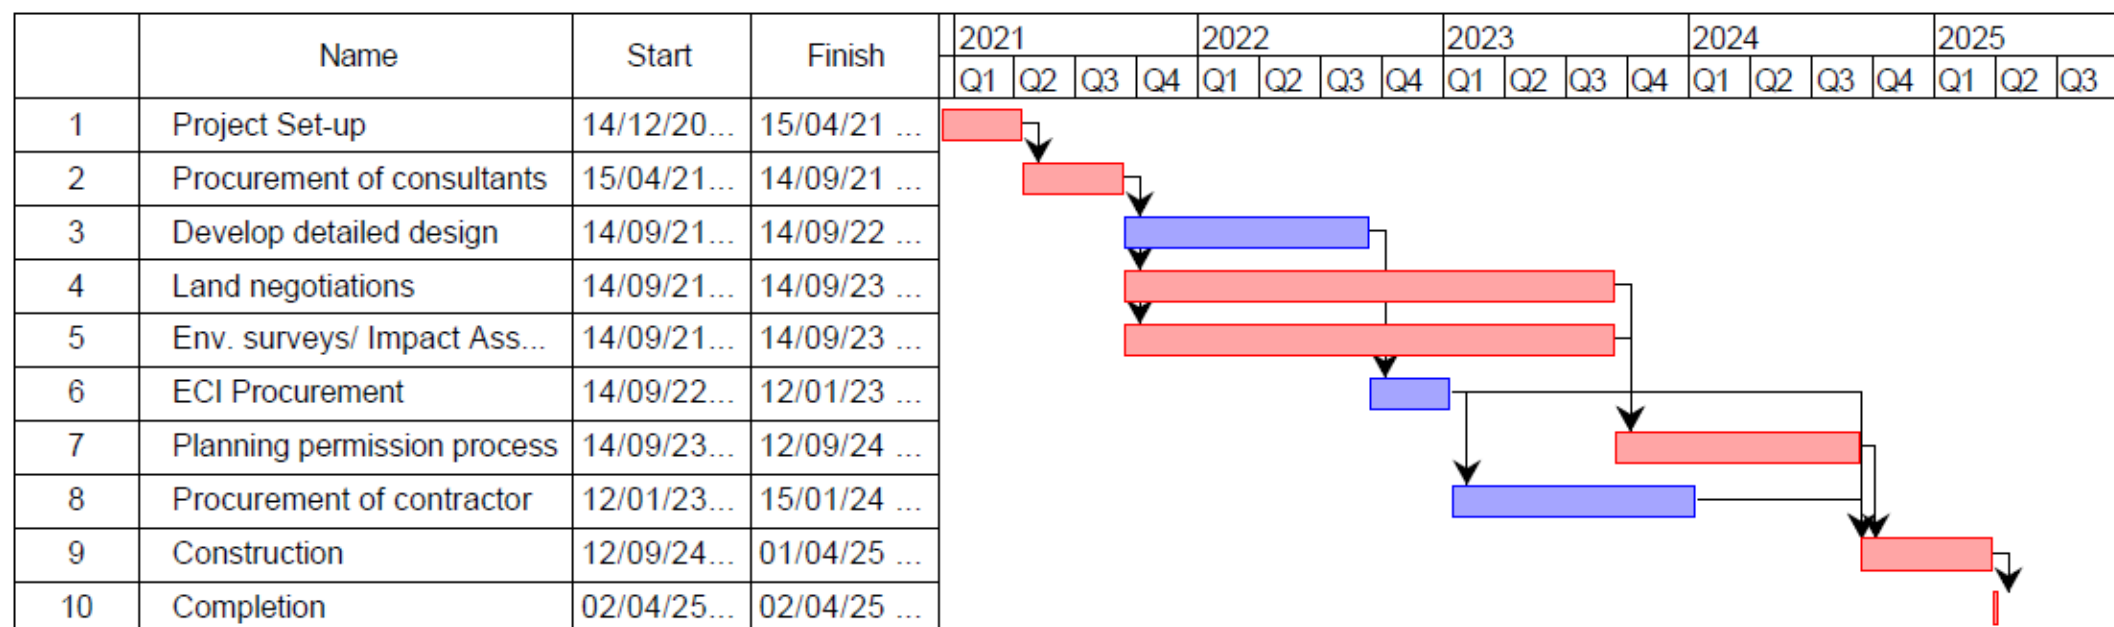 2021 2022 2023 2024 2025
Name Start Finish
Q1 Q2 Q3 Q4 Q1 Q2 Q3 Q4 Q1 Q2 Q3 Q4 Q1 Q2 Q3 Q4 Q1 Q2 Q3
1 Project Set-up 14/12/20... 15/04/21 ...
2 Procurement of consultants 15/04/21... 14/09/21 ...
3 Develop detailed design 14/09/21... 14/09/22 ...
4 Land negotiations 14/09/21... 14/09/23 ...
5 Env. surveys/ Impact Ass... 14/09/21... 14/09/23 ...
6 ECI Procurement 14/09/22... 12/01/23 ...
7 Planning permission process 14/09/23... 12/09/24 ...
8 Procurement of contractor 12/01/23... 15/01/24 ...
9 Construction 12/09/24... 01/04/25 ...
10 Completion 02/04/25... 02/04/25 ...